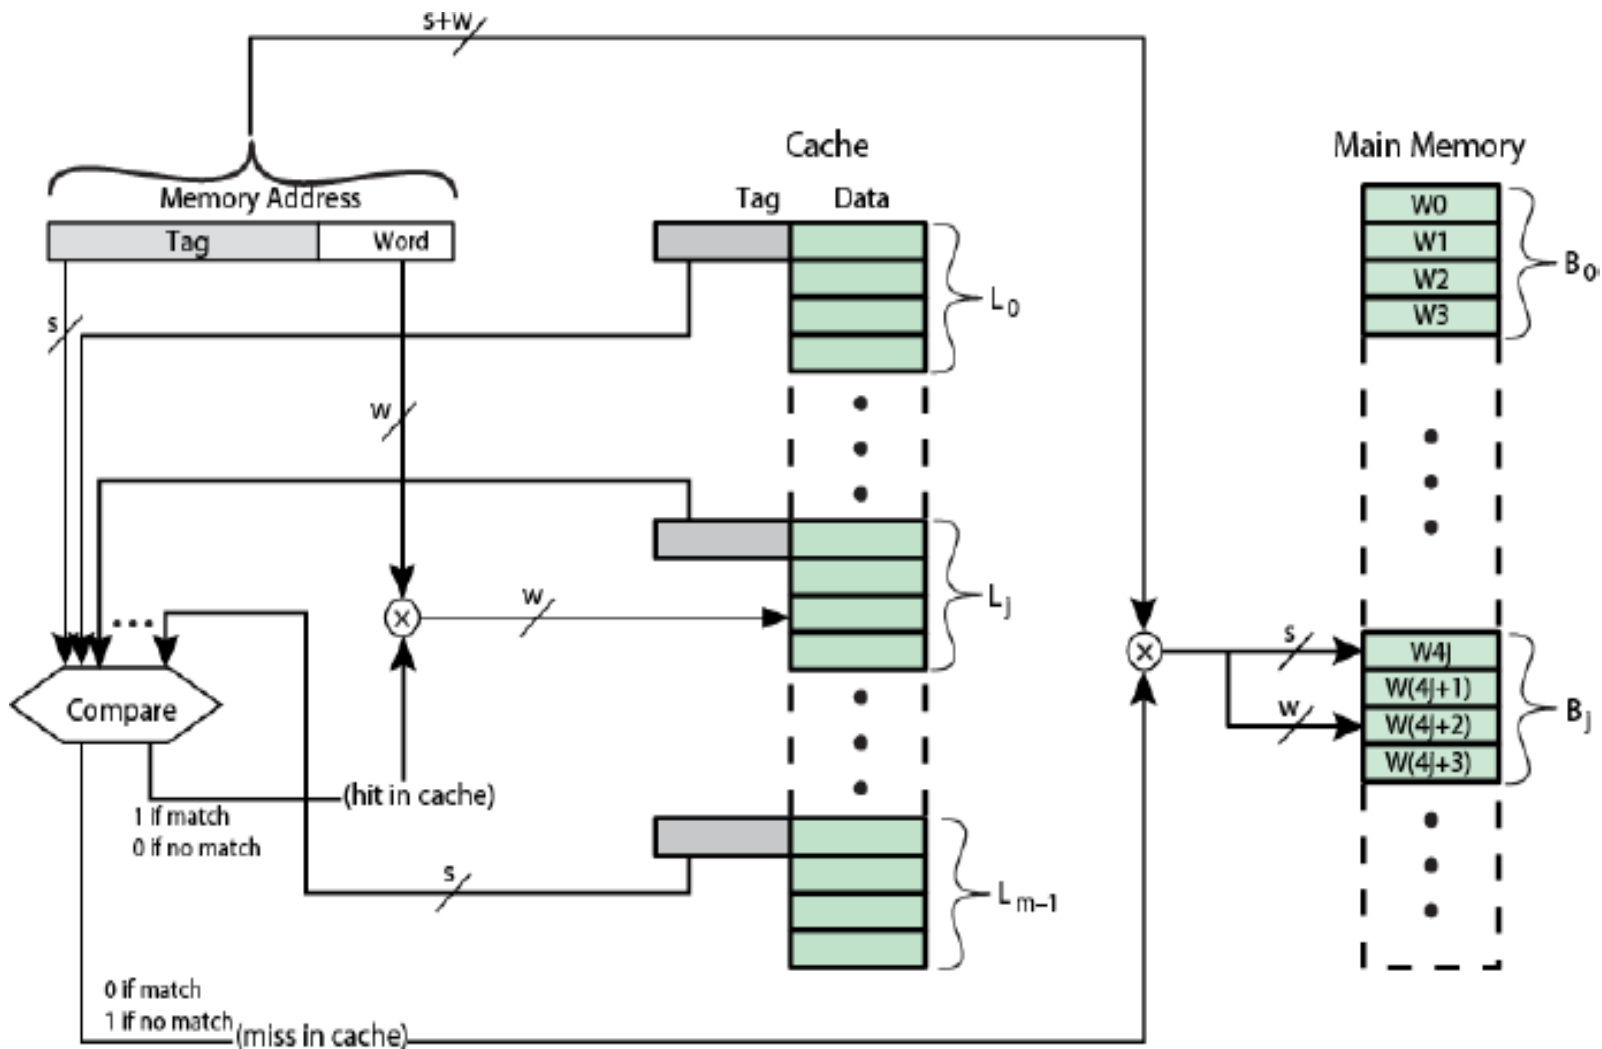 s+w
Cache
Main Memory
Memory Address
Tag
Data
Tag
Word
W0
W1
W2
W3
B0
L0
s
w
w
Lj
s
W4j
W(4j+1)
w
W(4j+2)
W(4j+3)
Bj
Compare
(hit in cache)
1 if match
0 if no match
s
Lm–1
0 if match
1 if no match
(miss in cache)